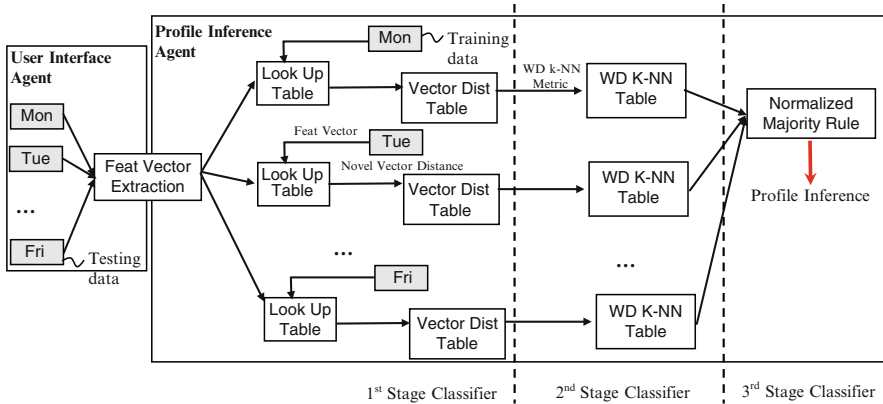 User Interface
Agent
Mon
Tue
...
Fri
Testing
data
Feat Vector
Extraction
Profile Inference
Agent
Mon
Training
data
Look Up
Table
Vector Dist
Table
WD k-NN
Metric
WD K-NN
Table
Normalized
Majority Rule
Profile Inference
Feat Vector
Tue
Look Up
Table
Novel Vector Distance
Vector Dist
Table
WD K-NN
Table
...
Fri
Look Up
Table
Vector Dist
Table
...
WD K-NN
Table
1st Stage Classifier
2nd Stage Classifier
3rd Stage Classifier